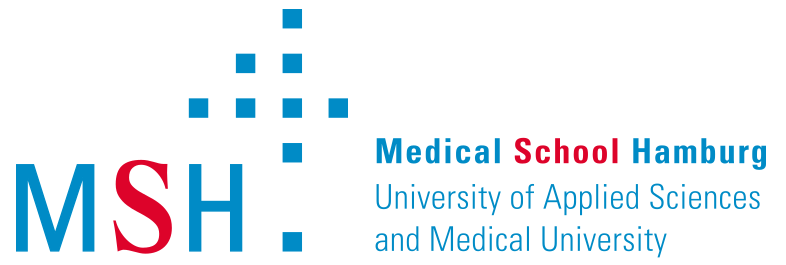 MSH
Medical School Hamburg
University of Applied Sciences
and Medical University